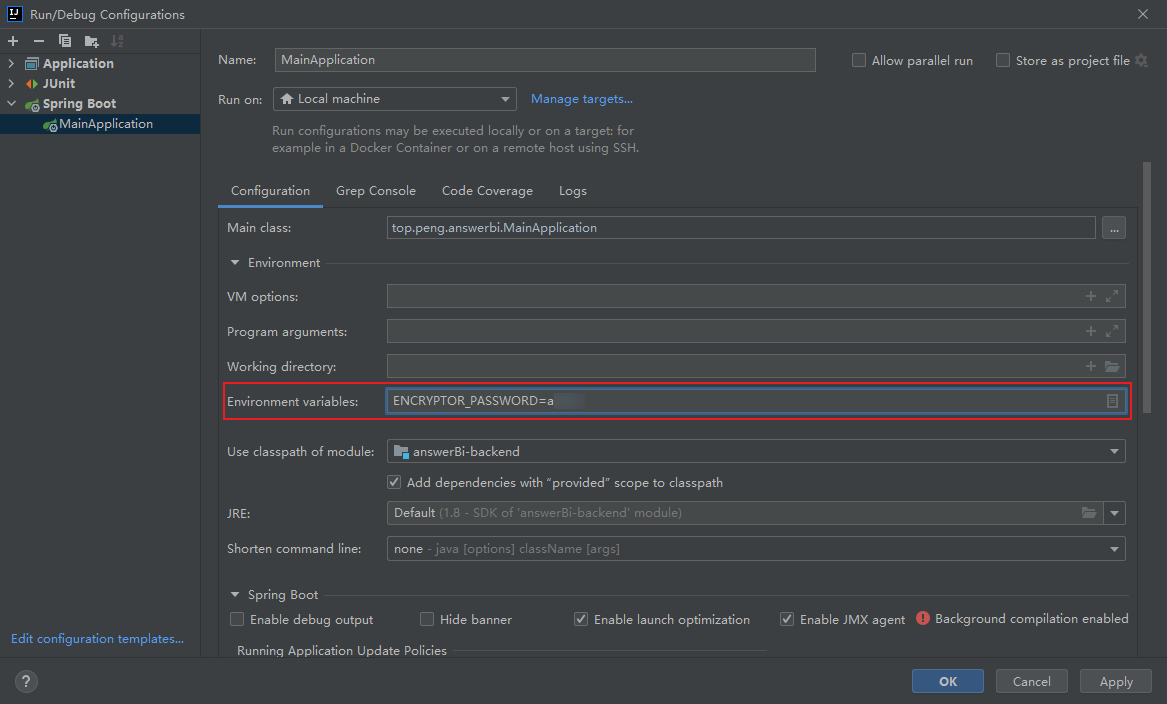 Run/Debug Configurations
Application
JUnit
Spring Boot
MainApplication
Edit configuration templates...
Name: MainApplication
Allow parallel run
Store as project file
Run on: Local machine Manage targets...
Run configurations may be executed locally or on a target: for
example in a Docker Container or on a remote host using SSH.
Configuration Grep Console Code Coverage Logs
Main class: top.peng.answerbi.MainApplication ...
Environment
VM options:
Program arguments:
Working directory:
Environment variables: ENCRYPTOR_PASSWORD=a
Use classpath of module: answerBi-backend
Add dependencies with “provided” scope to classpath
JRE: Default (1.8 - SDK of 'answerBi-backend' module)
Shorten command line: none - java [options] className [args]
Spring Boot
Enable debug output Hide banner Enable launch optimization Enable JMX agent Background compilation enabled
Running Application Update Policies
? OK Cancel Apply